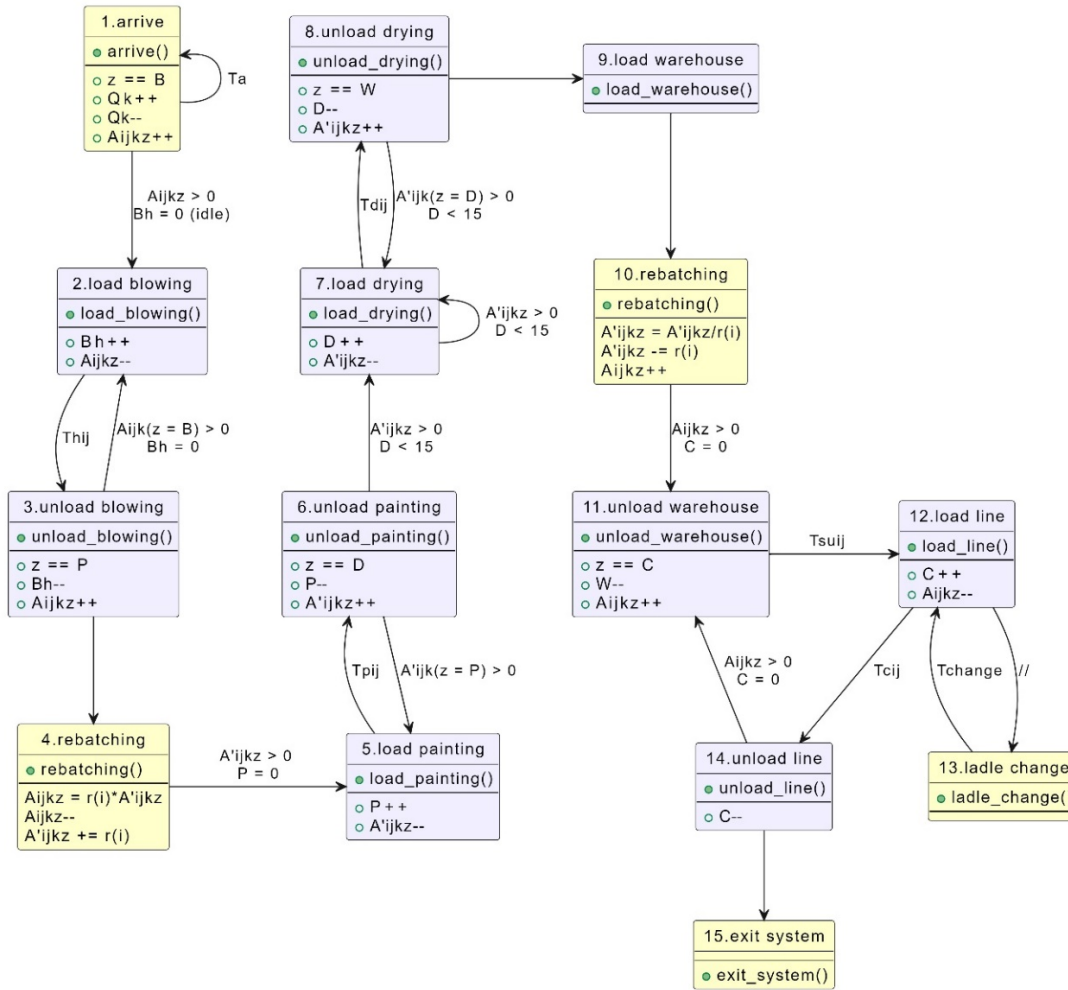 1.arrive
arrive()
z == B
Qk++
Qk--
Aijkz++
Ta
Aijkz > 0
Bh = 0 (idle)
2.load blowing
load_blowing()
Bh++
Aijkz--
Thij
Aijk(z = B) > 0
Bh = 0
3.unload blowing
unload_blowing()
z == P
Bh--
Aijkz++
4.rebatching
rebatching()
Aijkz = r(i)*A'ijkz
Aijkz--
A'ijkz += r(i)
A'ijkz > 0
P = 0
5.load painting
load_painting()
P++
A'ijkz--
Tpij
A'ijk(z = P) > 0
6.unload painting
unload_painting()
z == D
P--
A'ijkz++
A'ijkz > 0
D < 15
7.load drying
load_drying()
D++
A'ijkz--
A'ijkz > 0
D < 15
Tdij
A'ijk(z = D) > 0
D < 15
8.unload drying
unload_drying()
z == W
D--
A'ijkz++
9.load warehouse
load_warehouse()
10.rebatching
rebatching()
A'ijkz = A'ijkz/r(i)
A'ijkz -= r(i)
Aijkz++
Aijkz > 0
C = 0
11.unload warehouse
unload_warehouse()
z == C
W--
Aijkz++
Tsuij
12.load line
load_line()
C++
Aijkz--
Aijkz > 0
C = 0
Tcij
Tchange
//
13.ladle change
ladle_change()
14.unload line
unload_line()
C--
15.exit system
exit_system()